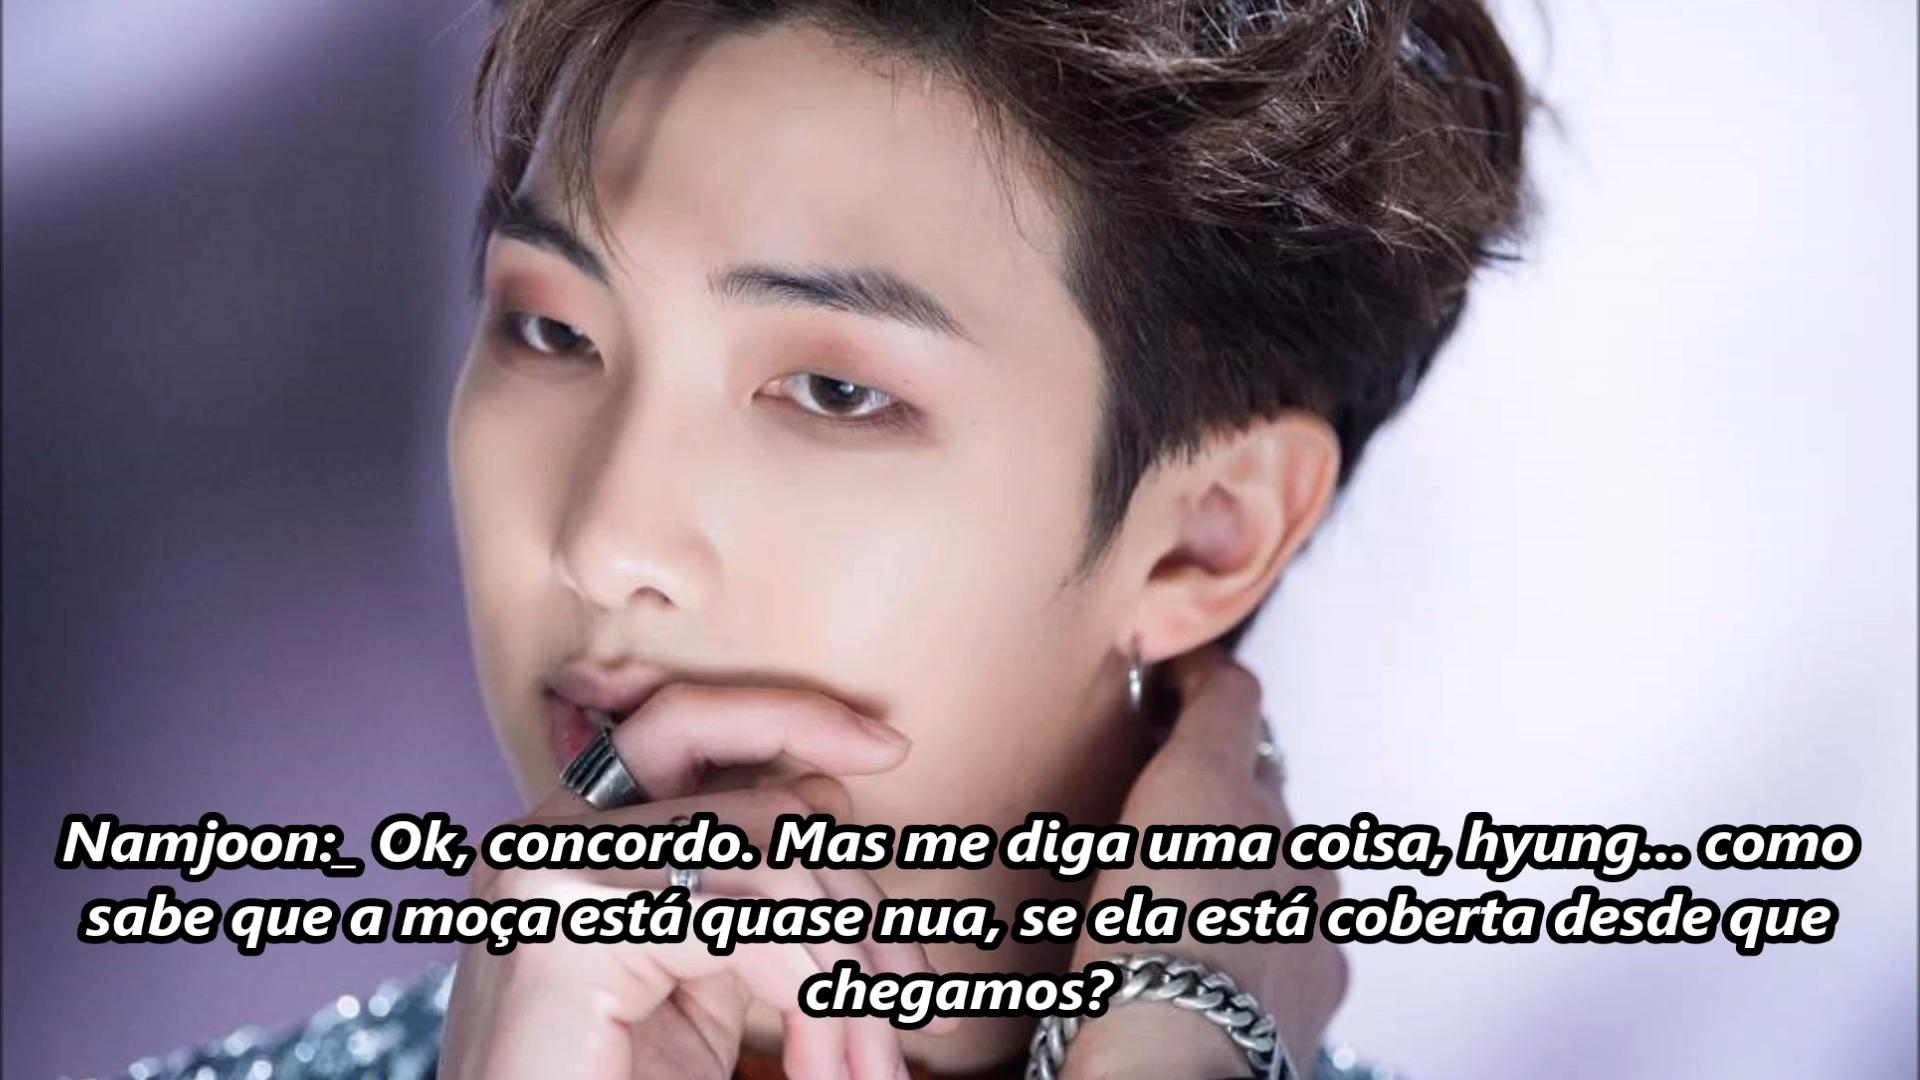 Namjoon:_ Ok, concordo. Mas me diga uma coisa, hyung... como
sabe que a moça está quase nua, se ela está coberta desde que
chegamos?